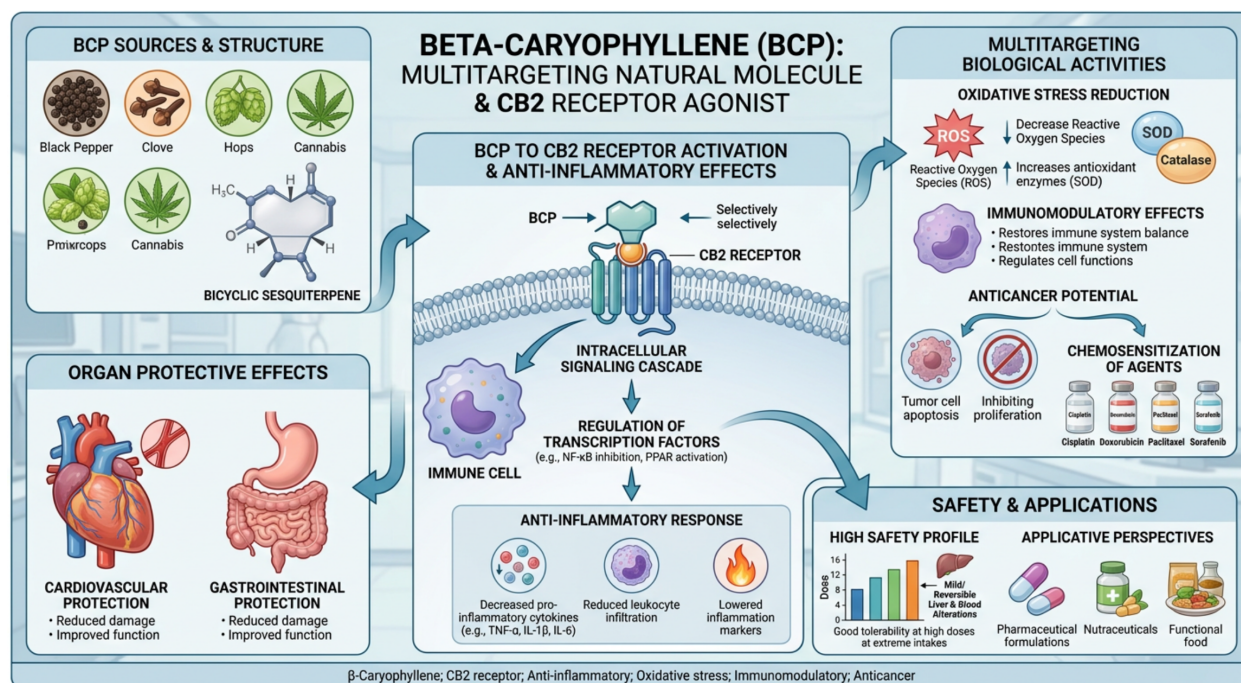 BCP SOURCES & STRUCTURE
Black Pepper
Clove
Hops
Cannabis
Cannabis
H₃C
H
O
H
H
BICYCLIC SESQUITERPENE
BETA-CARYOPHYLLENE (BCP):
MULTITARGETING NATURAL MOLECULE
& CB2 RECEPTOR AGONIST
BCP TO CB2 RECEPTOR ACTIVATION
& ANTI-INFLAMMATORY EFFECTS
BCP
Selectively
selectively
CB2 RECEPTOR
INTRACELLULAR
SIGNALING CASCADE
IMMUNE CELL
REGULATION OF
TRANSCRIPTION FACTORS
(e.g., NF-κB inhibition, PPAR activation)
ANTI-INFLAMMATORY RESPONSE
Decreased pro-
inflammatory cytokines
(e.g., TNF-α, IL-1β, IL-6)
Reduced leukocyte
infiltration
Lowered
inflammation
markers
ORGAN PROTECTIVE EFFECTS
CARDIOVASCULAR
PROTECTION
• Reduced damage
• Improved function
GASTROINTESTINAL
PROTECTION
• Reduced damage
• Improved function
MULTITARGETING
BIOLOGICAL ACTIVITIES
OXIDATIVE STRESS REDUCTION
ROS
Reactive Oxygen
Species (ROS)
Decrease Reactive
Oxygen Species
Increases antioxidant
enzymes (SOD)
SOD
Catalase
IMMUNOMODULATORY EFFECTS
• Restores immune system balance
• Restontes immune system
• Regulates cell functions
ANTICANCER POTENTIAL
Tumor cell
apoptosis
Inhibiting
proliferation
CHEMOSENSITIZATION
OF AGENTS
Sorafenib
Cisplatin
Doxorubicin
Paclitaxel
Sorafenib
SAFETY & APPLICATIONS
HIGH SAFETY PROFILE
16
12
8
4
0
Mild/
Reversible
Liver & Blood
Alterations
Good tolerability at high doses
at extreme intakes
APPLICATIVE PERSPECTIVES
Pharmaceutical
formulations
Nutraceuticals
Functional
food
β-Caryophyllene; CB2 receptor; Anti-inflammatory; Oxidative stress; Immunomodulatory; Anticancer